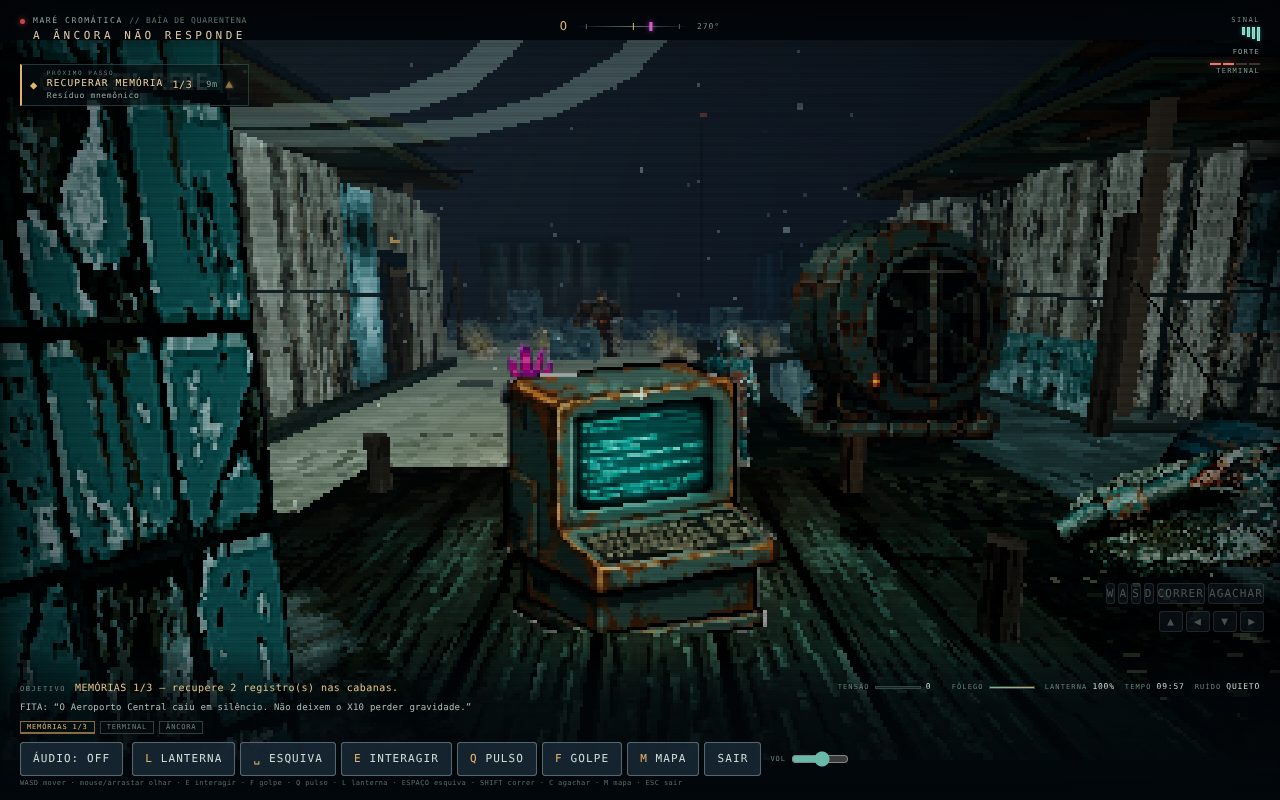 MARÉ CROMÁTICA // BAÍA DE QUARENTENA
A ÂNCORA NÃO RESPONDE
O 270°
SINAL
FORTE
TERMINAL
PRÓXIMO PASSO
RECUPERAR MEMÓRIA 1/3 9m
Resíduo mnemônico
W A S D CORRER AGACHAR
OBJETIVO MEMÓRIAS 1/3 — recupere 2 registro(s) nas cabanas.
TENSÃO 0 FÔLEGO LANTERNA 100% TEMPO 09:57 RUÍDO QUIETO
FITA: “O Aeroporto Central caiu em silêncio. Não deixem o X10 perder gravidade.”
MEMÓRIAS 1/3 TERMINAL ÂNCORA
ÁUDIO: OFF L LANTERNA ␣ ESQUIVA E INTERAGIR Q PULSO F GOLPE M MAPA SAIR VOL
WASD mover · mouse/arrastar olhar · E interagir · F golpe · Q pulso · L lanterna · ESPAÇO esquiva · SHIFT correr · C agachar · M mapa · ESC sair